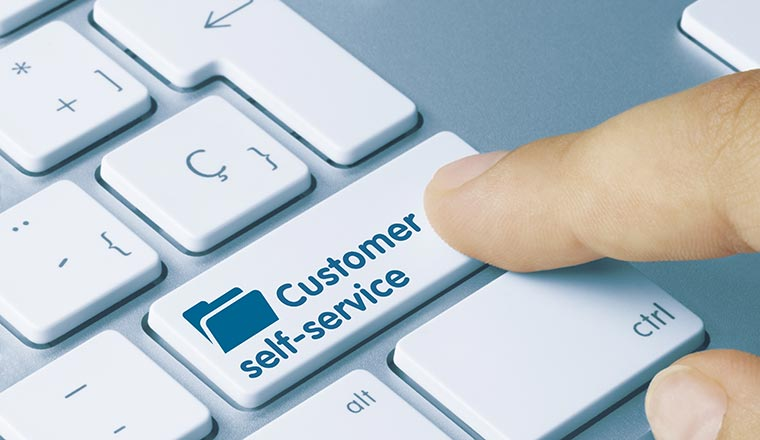 *
+ ]
ç }
¨
- {
Customer
self-service
ctrl
alt
-
_